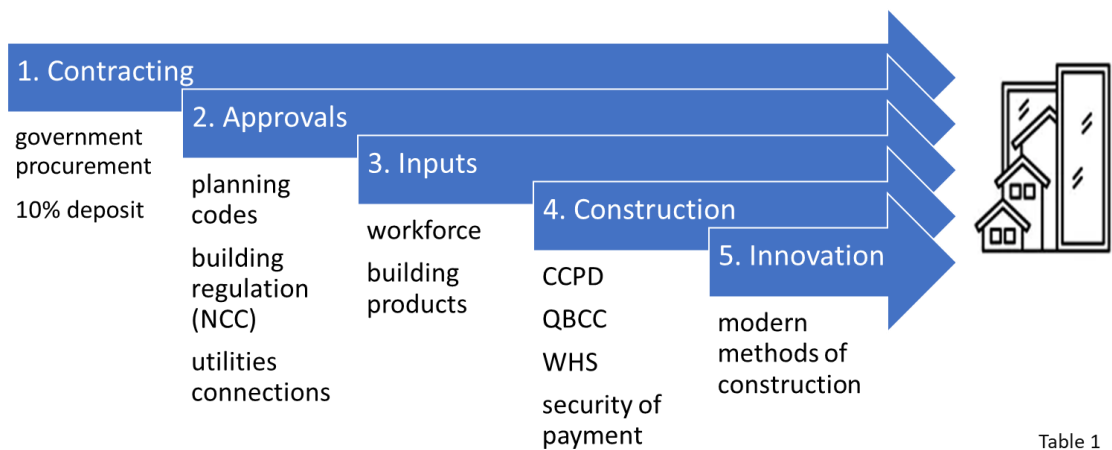 1. Contracting
government
procurement
10% deposit
2. Approvals
planning
codes
building
regulation
(NCC)
utilities
connections
3. Inputs
workforce
building
products
4. Construction
CCPD
QBCC
WHS
security of
payment
5. Innovation
modern
methods of
construction
Table 1